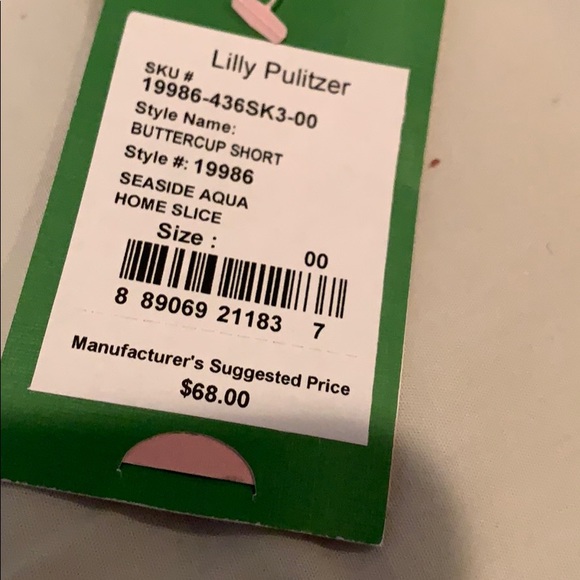 Lilly Pulitzer
SKU #
19986-436SK3-00
Style Name:
BUTTERCUP SHORT
Style #: 19986
SEASIDE AQUA
HOME SLICE
Size : 00
8 89069 21183 7
Manufacturer's Suggested Price
$68.00